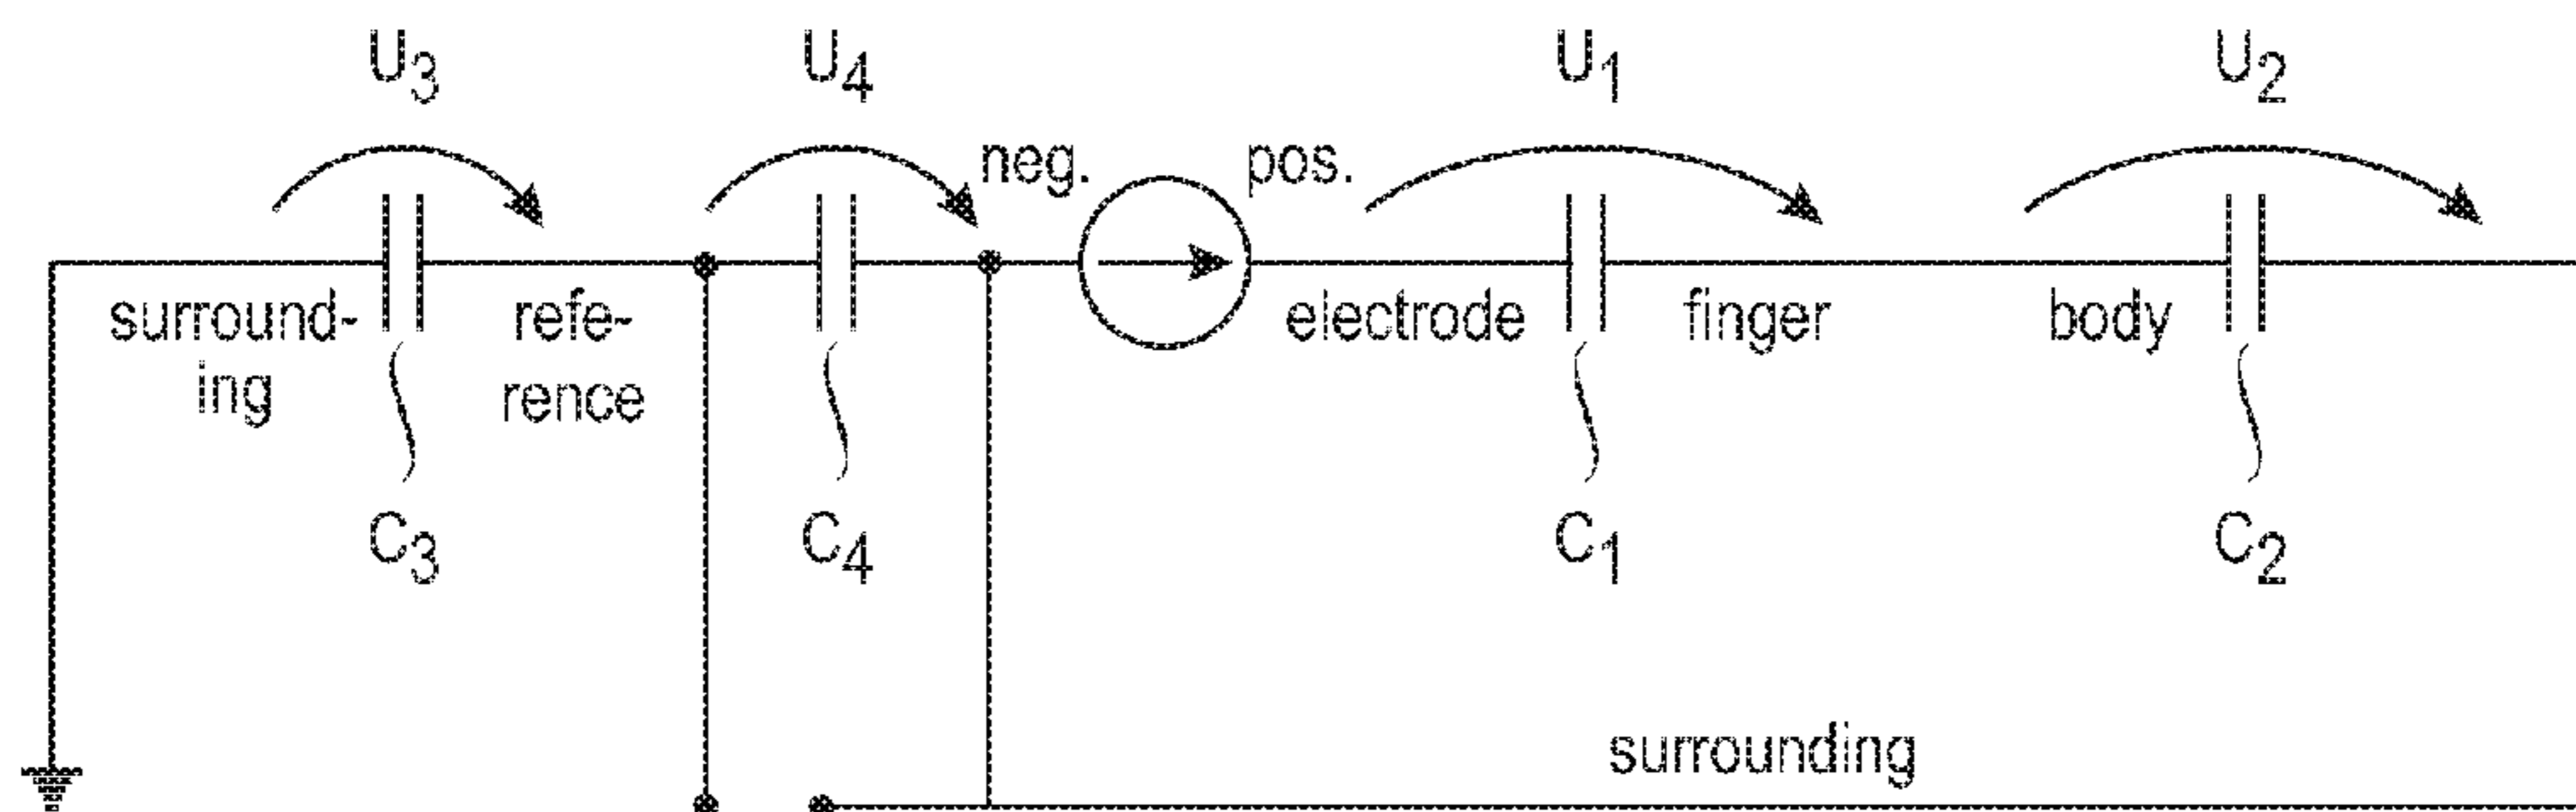 U3 U4 U1 U2
neg. pos.
surround- refe- electrode finger body
ing rence
C3 C4 C1 C2
surrounding